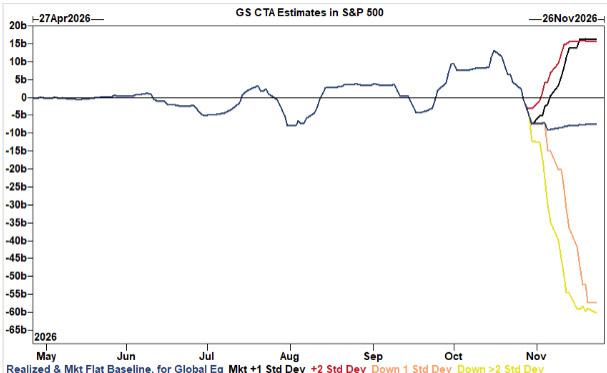 GS CTA Estimates in S&P 500
27Apr2026
26Nov2026
20b
15b
10b
5b
0
-5b
-10b
-15b
-20b
-25b
-30b
-35b
-40b
-45b
-50b
-55b
-60b
-65b
2026
May Jun Jul Aug Sep Oct Nov
Realized & Mkt Flat Baseline, for Global Eq Mkt +1 Std Dev +2 Std Dev Down 1 Std Dev Down >2 Std Dev